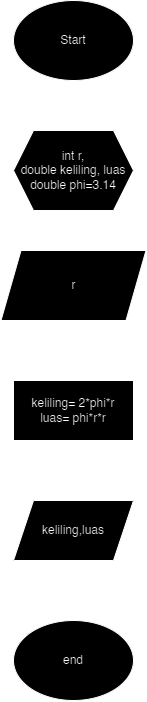 Start
int r,
double keliling, luas
double phi=3.14
r
keliling= 2*phi*r
luas= phi*r*r
keliling,luas
end